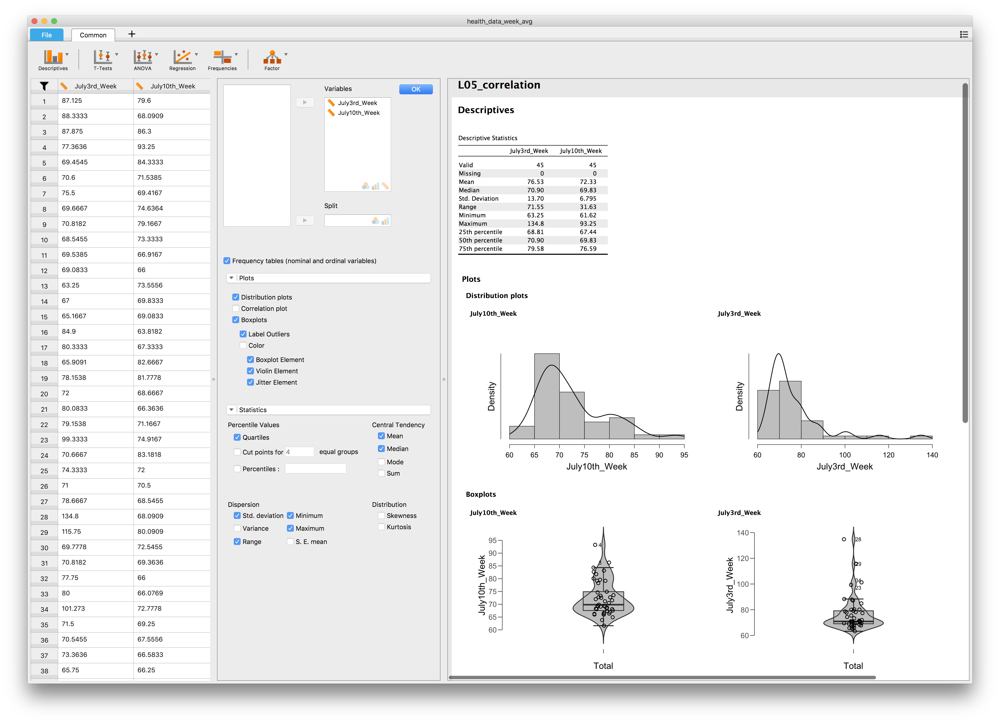 health_data_week_avg
File Common +
Descriptives T-Tests ANOVA Regression Frequencies Factor
July3rd_Week July10th_Week
1 87.125 79.6
2 88.3333 68.0909
3 87.875 86.3
4 77.3636 93.25
5 69.4545 84.3333
6 70.6 71.5385
7 75.5 69.4167
8 69.6667 74.6364
9 70.8182 79.1667
10 68.5455 73.3333
11 69.5385 66.9167
12 69.0833 66
13 63.25 73.5556
14 67 69.8333
15 65.1667 69.0833
16 84.9 63.8182
17 80.3333 67.3333
18 65.9091 82.6667
19 78.1538 81.7778
20 72 68.6667
21 80.0833 66.3636
22 79.1538 71.1667
23 99.3333 74.9167
24 70.6667 83.1818
25 74.3333 72
26 71 70.5
27 78.6667 68.5455
28 134.8 68.0909
29 115.75 80.0909
30 69.7778 72.5455
31 70.8182 69.3636
32 77.75 66
33 80 66.0769
34 101.273 72.7778
35 71.5 69.25
36 70.5455 67.5556
37 73.3636 66.5833
38 65.75 66.25
Variables
OK
July3rd_Week
July10th_Week
Split
Frequency tables (nominal and ordinal variables)
Plots
Distribution plots
Correlation plot
Boxplots
Label Outliers
Color
Boxplot Element
Violin Element
Jitter Element
Statistics
Percentile Values
Quartiles
Cut points for 4 equal groups
Percentiles :
Central Tendency
Mean
Median
Mode
Sum
Dispersion
Std. deviation Minimum
Variance Maximum
Range S. E. mean
Distribution
Skewness
Kurtosis
L05_correlation
Descriptives
Descriptive Statistics
July3rd_Week July10th_Week
Valid 45 45
Missing 0 0
Mean 76.53 72.33
Median 70.90 69.83
Std. Deviation 13.70 6.795
Range 71.55 31.63
Minimum 63.25 61.62
Maximum 134.8 93.25
25th percentile 68.81 67.44
50th percentile 70.90 69.83
75th percentile 79.58 76.59
Plots
Distribution plots
July10th_Week
Density
60 65 70 75 80 85 90 95
July10th_Week
July3rd_Week
Density
60 80 100 120 140
July3rd_Week
Boxplots
July10th_Week
July10th_Week
95
90
85
80
75
70
65
60
4
3
Total
July3rd_Week
July3rd_Week
140
120
100
80
60
28
29
34
23
Total